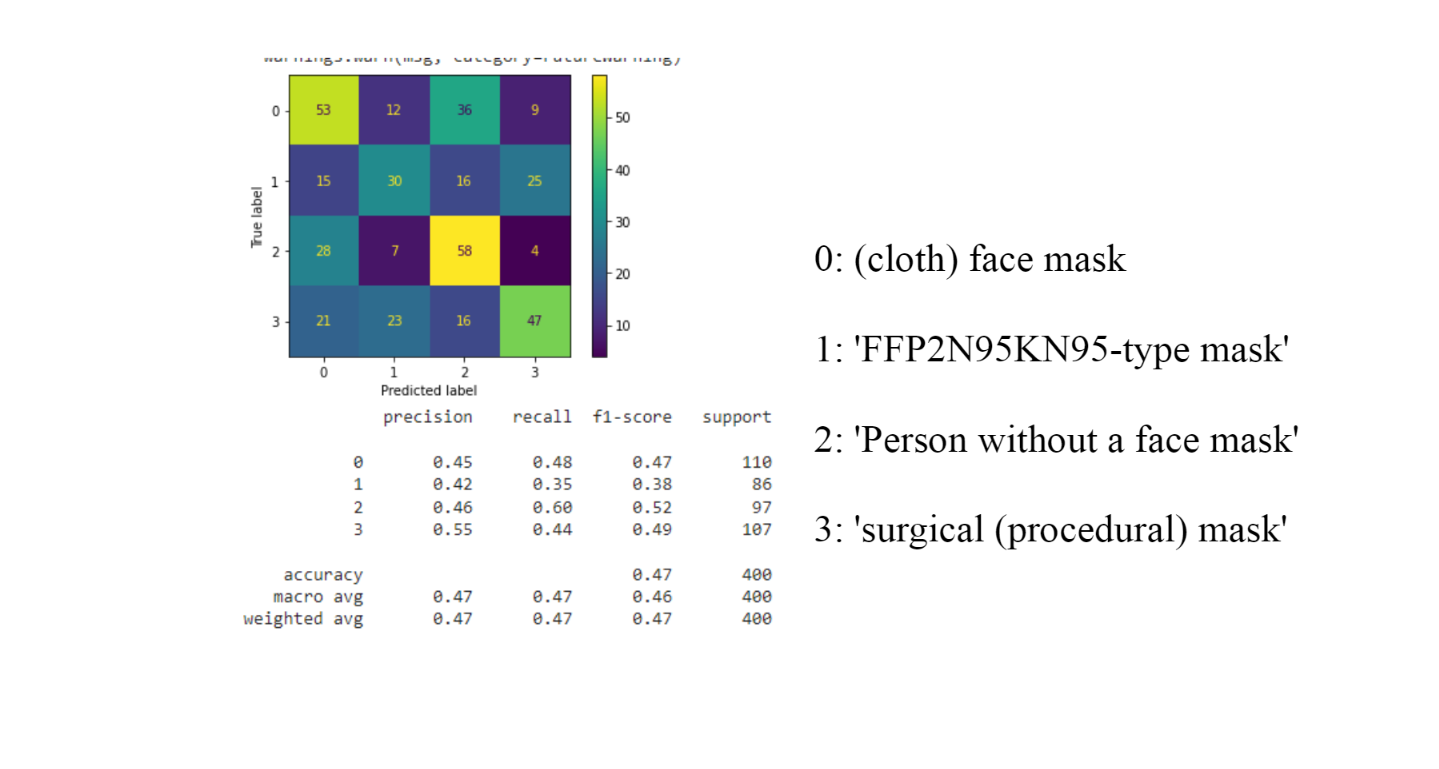 warnings.warn(msg, category=FutureWarning)
0 53 12 36 9
1 15 30 16 25
2 28 7 58 4
3 21 23 16 47
0 1 2 3
True label
Predicted label
50
40
30
20
10
precision recall f1-score support
0 0.45 0.48 0.47 110
1 0.42 0.35 0.38 86
2 0.46 0.60 0.52 97
3 0.55 0.44 0.49 107
accuracy 0.47 400
macro avg 0.47 0.47 0.46 400
weighted avg 0.47 0.47 0.47 400
0: (cloth) face mask
1: 'FFP2N95KN95-type mask'
2: 'Person without a face mask'
3: 'surgical (procedural) mask'